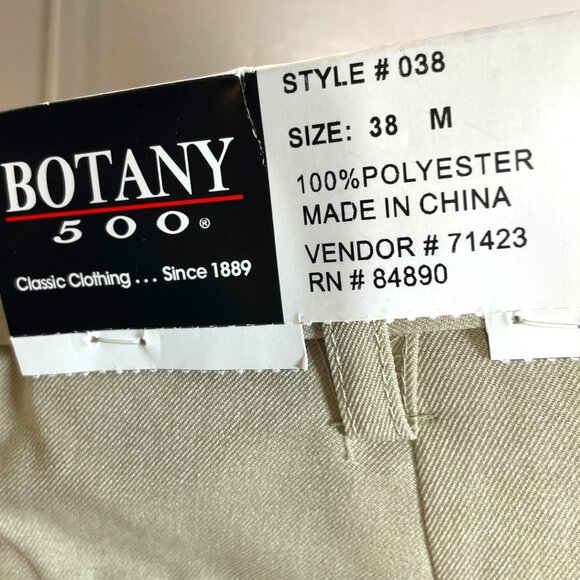 BOTANY
500®
Classic Clothing... Since 1889
STYLE # 038
SIZE: 38 M
100%POLYESTER
MADE IN CHINA
VENDOR # 71423
RN # 84890